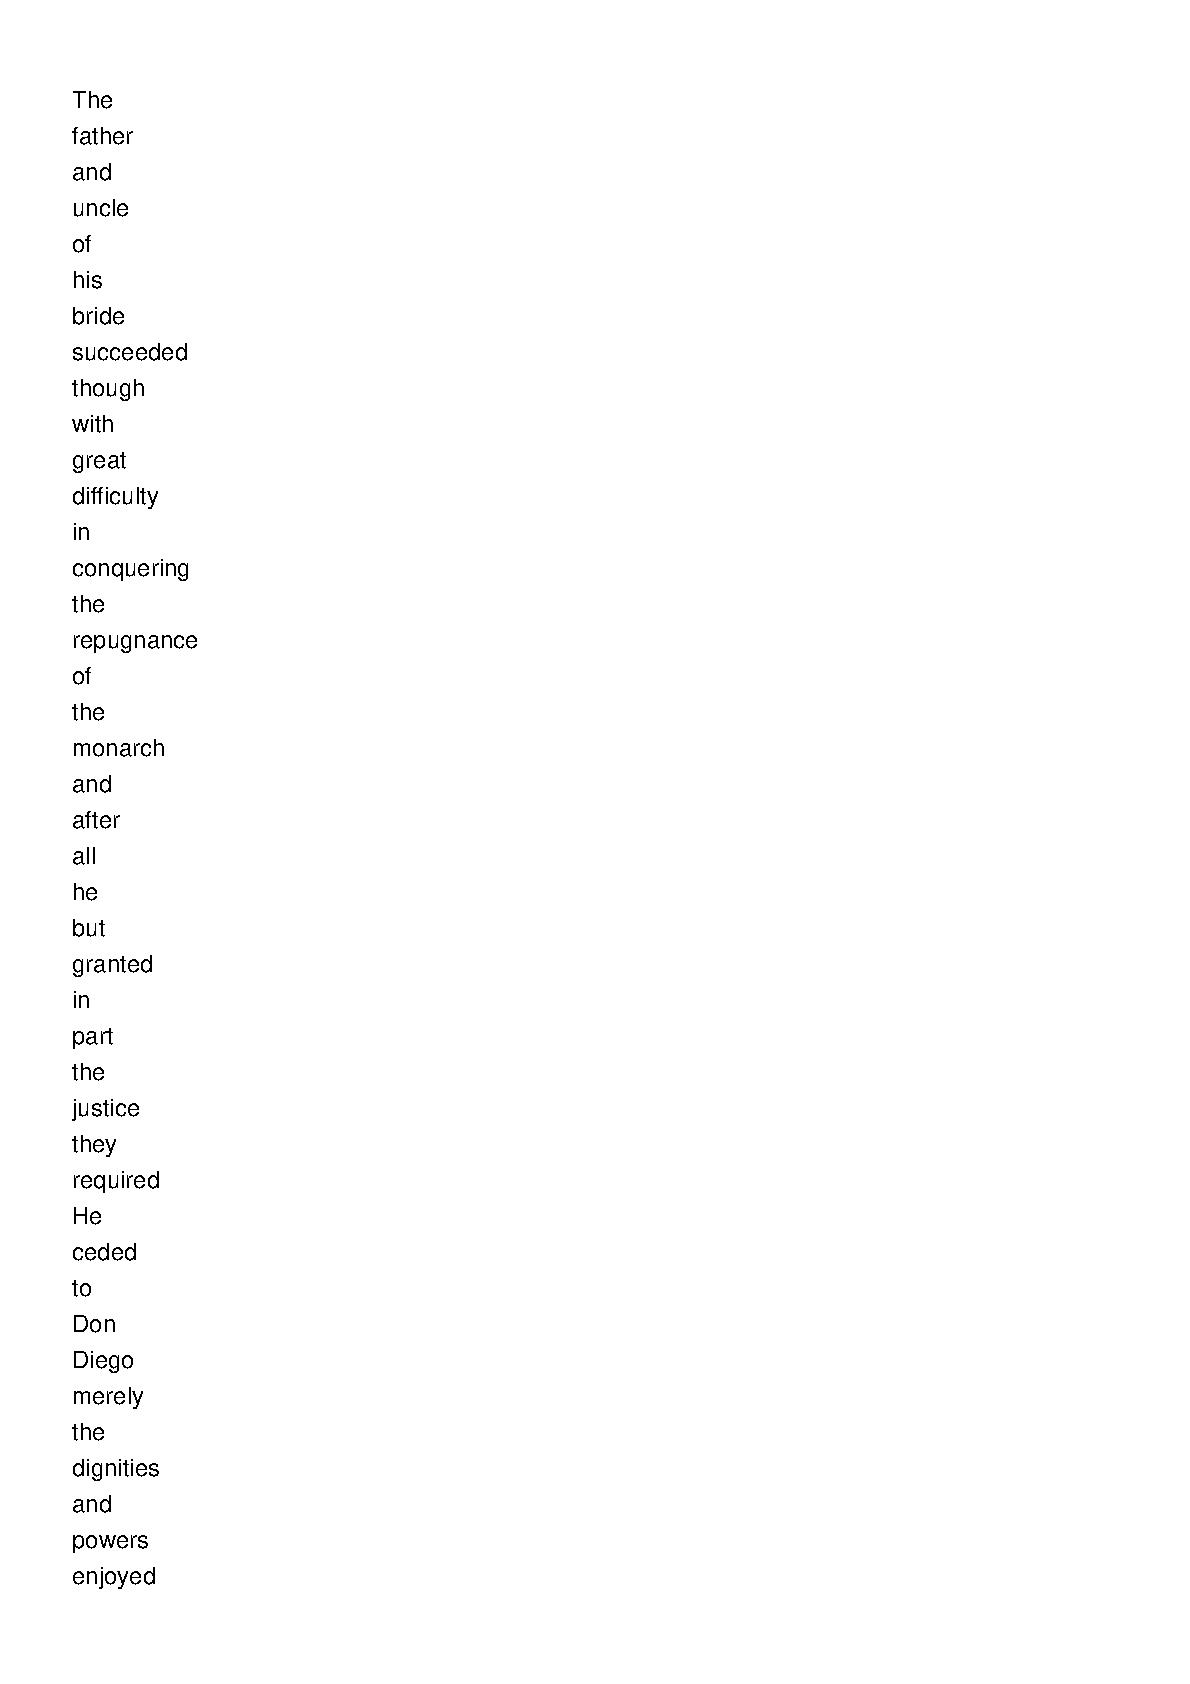 The
father
and
uncle
of
his
bride
succeeded
though
with
great
difficulty
in
conquering
the
repugnance
of
the
monarch
and
after
all
he
but
granted
in
part
the
justice
they
required
He
ceded
to
Don
Diego
merely
the
dignities
and
powers
enjoyed